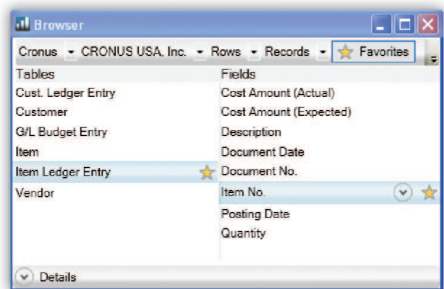 Browser
Cronus CRONUS USA, Inc. Rows Records Favorites
Tables Fields
Cust. Ledger Entry Cost Amount (Actual)
Customer Cost Amount (Expected)
G/L Budget Entry Description
Item Document Date
Item Ledger Entry Document No.
Vendor Item No.
Posting Date
Quantity
Details